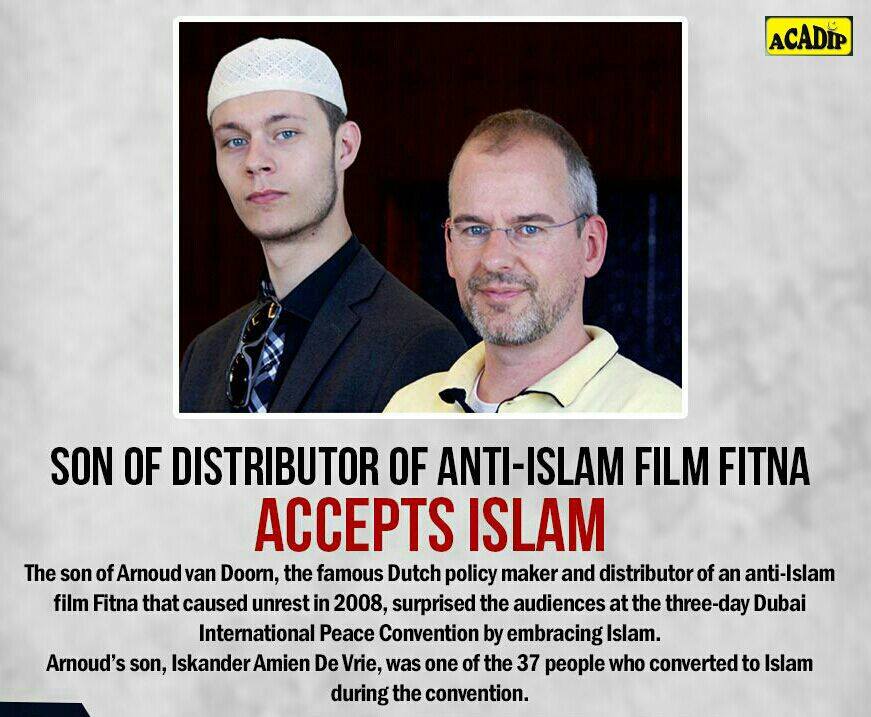 ACADIP
SON OF DISTRIBUTOR OF ANTI-ISLAM FILM FITNA
ACCEPTS ISLAM
The son of Arnoud van Doorn, the famous Dutch policy maker and distributor of an anti-Islam
film Fitna that caused unrest in 2008, surprised the audiences at the three-day Dubai
International Peace Convention by embracing Islam.
Arnoud's son, Iskander Amien De Vrie, was one of the 37 people who converted to Islam
during the convention.